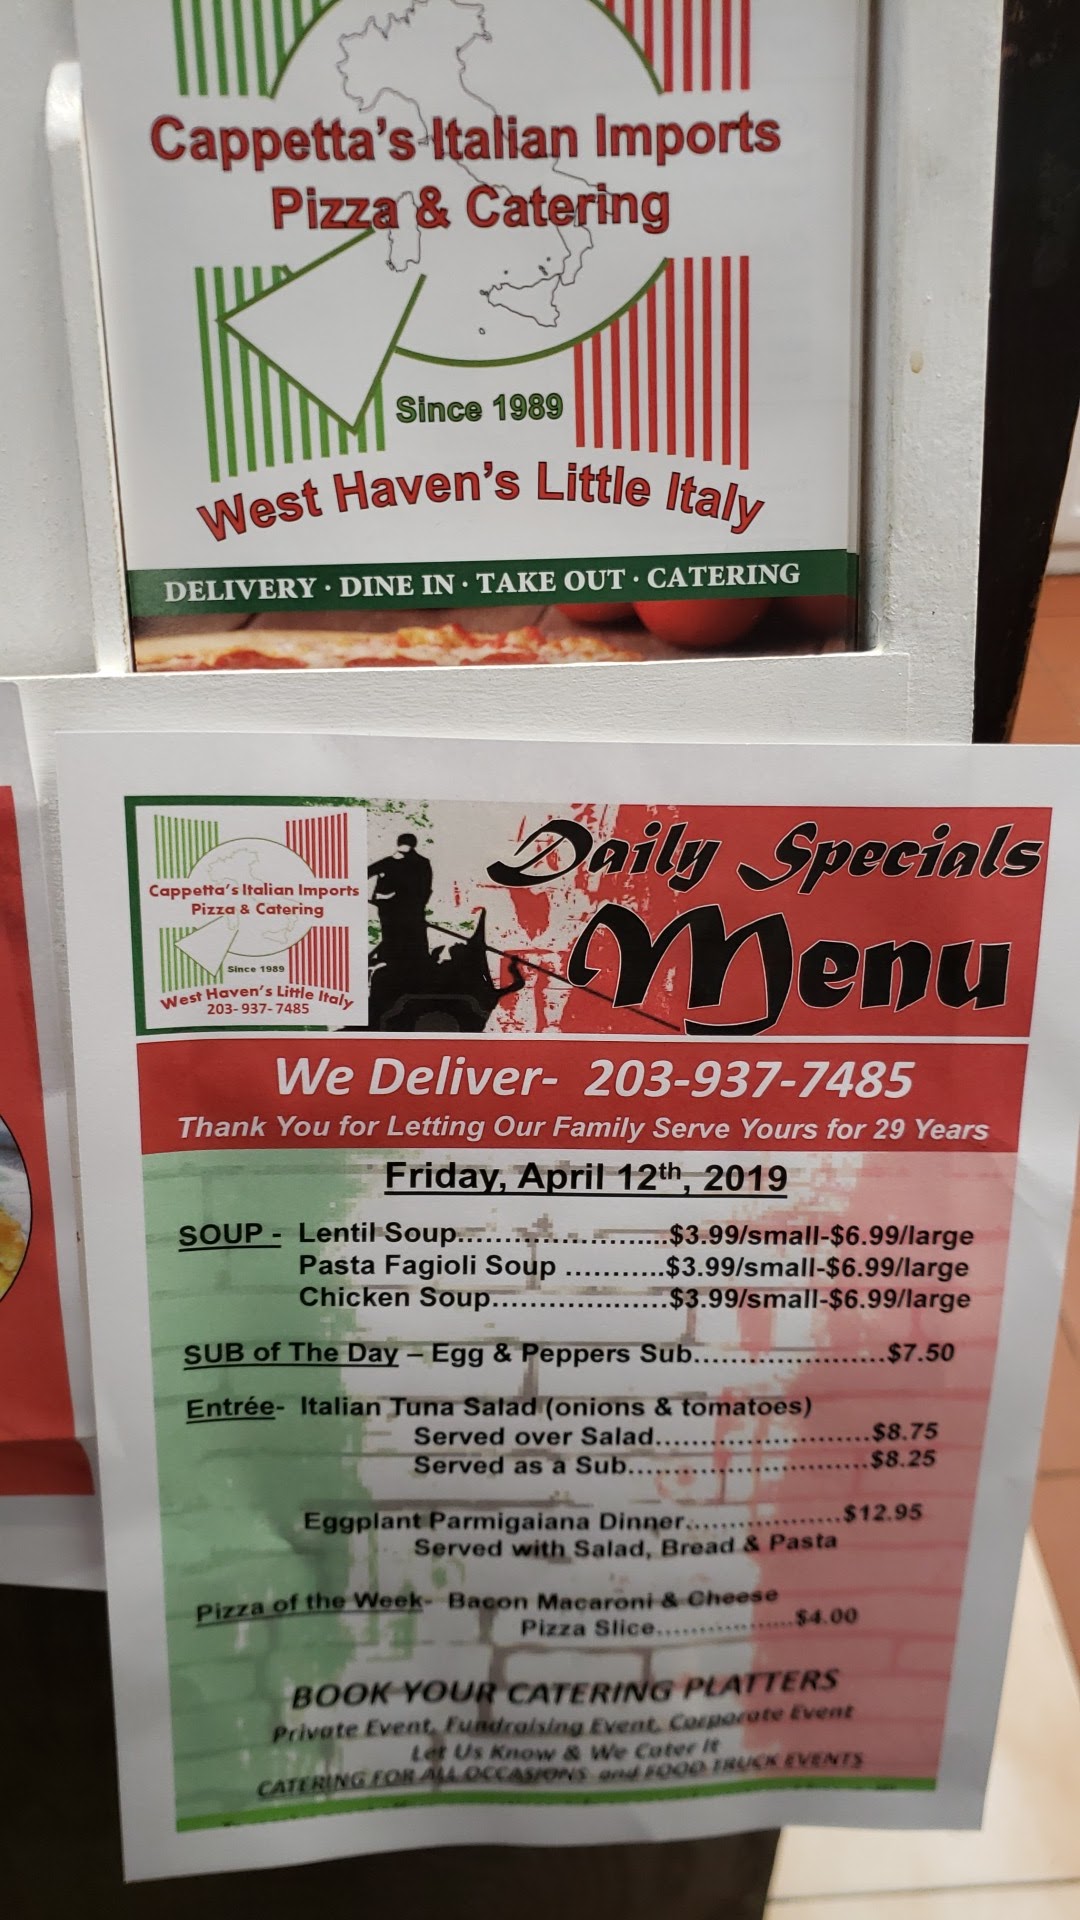 Cappetta's Italian Imports
Pizza & Catering
Since 1989
West Haven's Little Italy
DELIVERY · DINE IN · TAKE OUT · CATERING
Cappetta's Italian Imports
Pizza & Catering
Since 1989
West Haven's Little Italy
203-937-7485
Daily Specials
Menu
We Deliver- 203-937-7485
Thank You for Letting Our Family Serve Yours for 29 Years
Friday, April 12th, 2019
SOUP - Lentil Soup........................$3.99/small-$6.99/large
Pasta Fagioli Soup ...........$3.99/small-$6.99/large
Chicken Soup....................$3.99/small-$6.99/large
SUB of The Day – Egg & Peppers Sub.....................$7.50
Entrée- Italian Tuna Salad (onions & tomatoes)
Served over Salad........................$8.75
Served as a Sub...........................$8.25
Eggplant Parmigaiana Dinner..................$12.95
Served with Salad, Bread & Pasta
Pizza of the Week- Bacon Macaroni & Cheese
Pizza Slice.................$4.00
BOOK YOUR CATERING PLATTERS
Private Event, Fundraising Event, Corporate Event
Let Us Know & We Cater It
CATERING FOR ALL OCCASIONS and FOOD TRUCK EVENTS